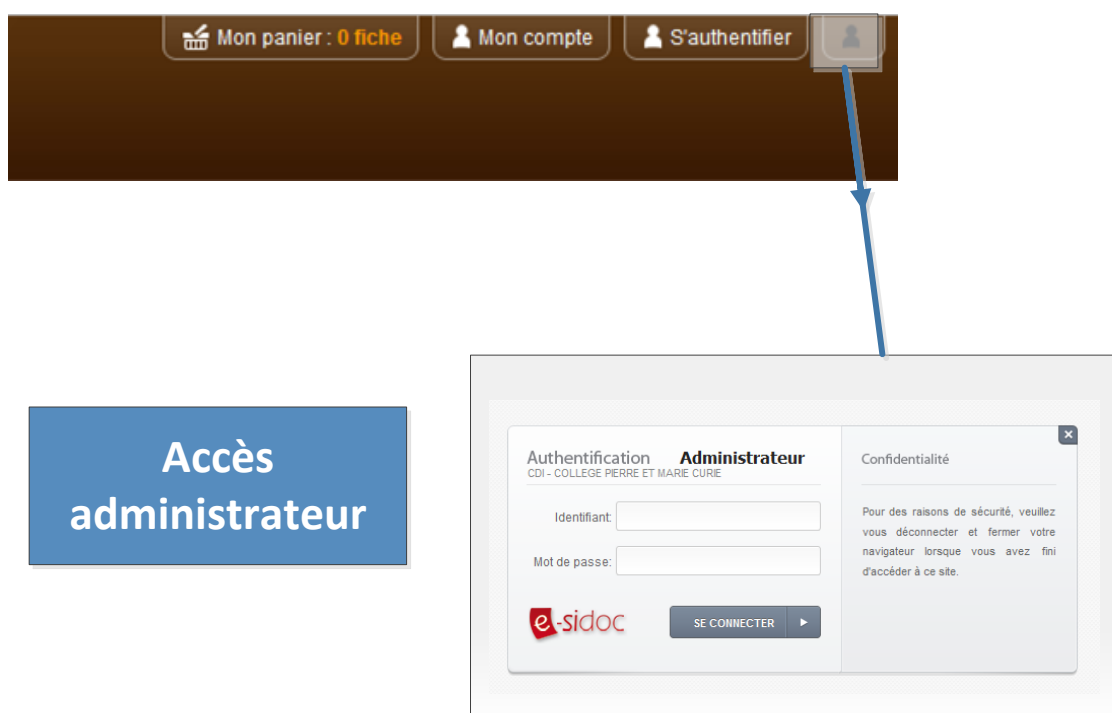 Mon panier : 0 fiche
Mon compte
S'authentifier
Accès
administrateur
Authentification Administrateur
CDI - COLLEGE PIERRE ET MARIE CURIE
Identifiant:
Mot de passe:
e-sidoc
SE CONNECTER
Confidentialité
Pour des raisons de sécurité, veuillez
vous déconnecter et fermer votre
navigateur lorsque vous avez fini
d'accéder à ce site.